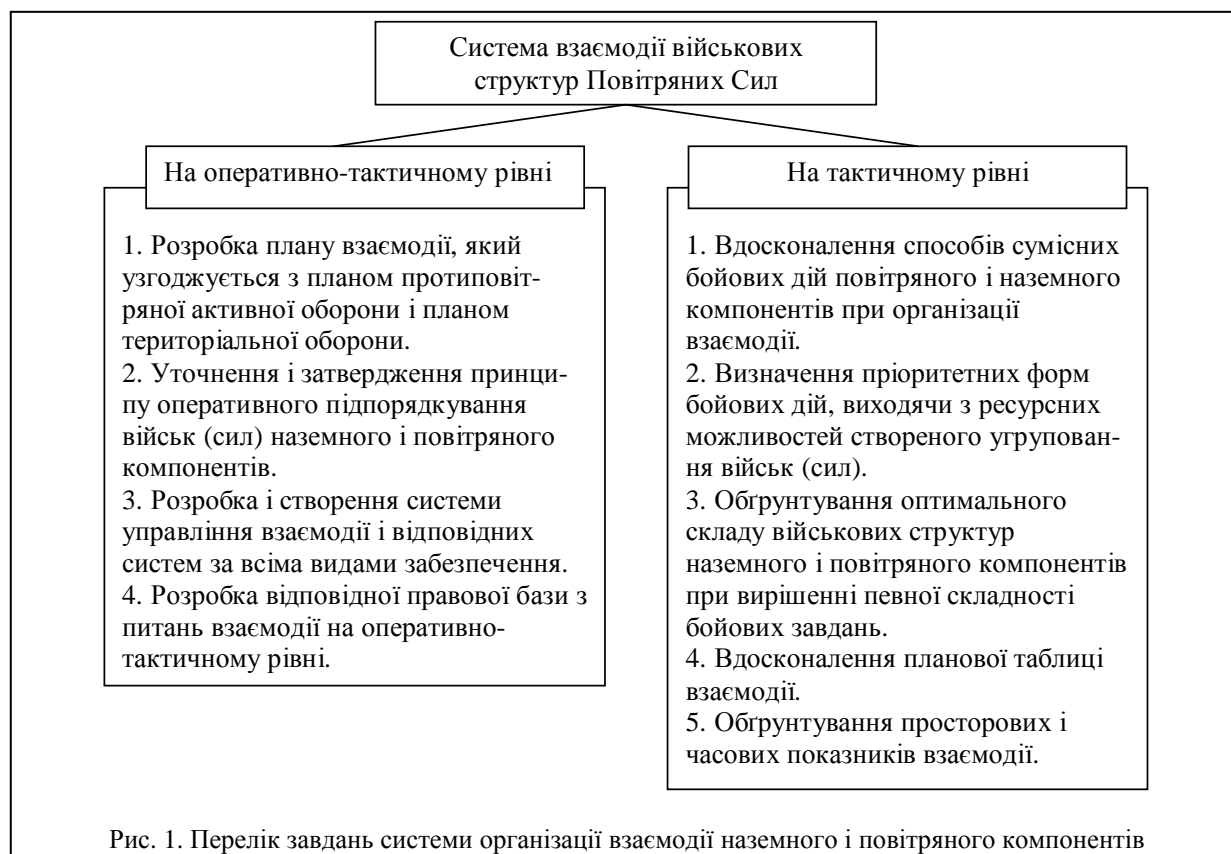 Система взаємодії військових
структур Повітряних Сил
На оперативно-тактичному рівні
1. Розробка плану взаємодії, який
узгоджується з планом протиповіт-
ряної активної оборони і планом
територіальної оборони.
2. Уточнення і затвердження принци-
пу оперативного підпорядкування
військ (сил) наземного і повітряного
компонентів.
3. Розробка і створення системи
управління взаємодії і відповідних
систем за всіма видами забезпечення.
4. Розробка відповідної правової бази з
питань взаємодії на оперативно-
тактичному рівні.
На тактичному рівні
1. Вдосконалення способів сумісних
бойових дій повітряного і наземного
компонентів при організації
взаємодії.
2. Визначення пріоритетних форм
бойових дій, виходячи з ресурсних
можливостей створеного угрупован-
ня військ (сил).
3. Обґрунтування оптимального
складу військових структур
наземного і повітряного компонентів
при вирішенні певної складності
бойових завдань.
4. Вдосконалення планової таблиці
взаємодії.
5. Обґрунтування просторових і
часових показників взаємодії.
Рис. 1. Перелік завдань системи організації взаємодії наземного і повітряного компонентів